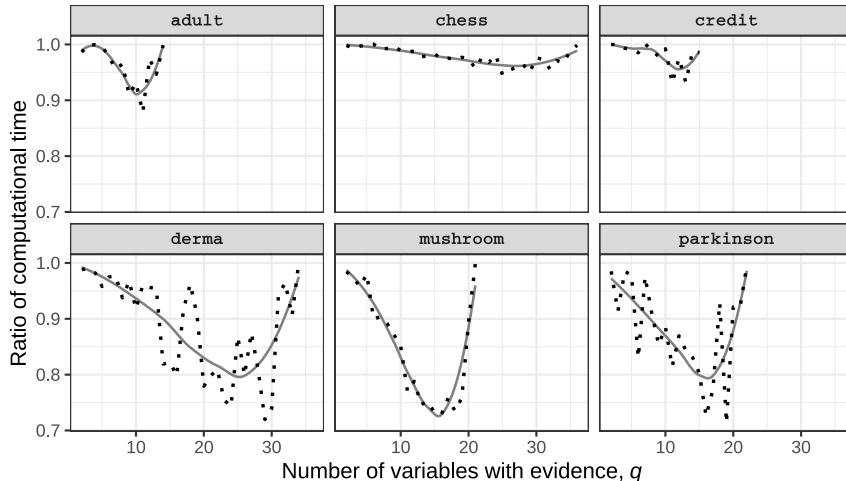 adult chess credit
1.0
0.9
0.8
0.7
derma mushroom parkinson
1.0
0.9
0.8
0.7
10 20 30 10 20 30 10 20 30
Ratio of computational time
Number of variables with evidence, q